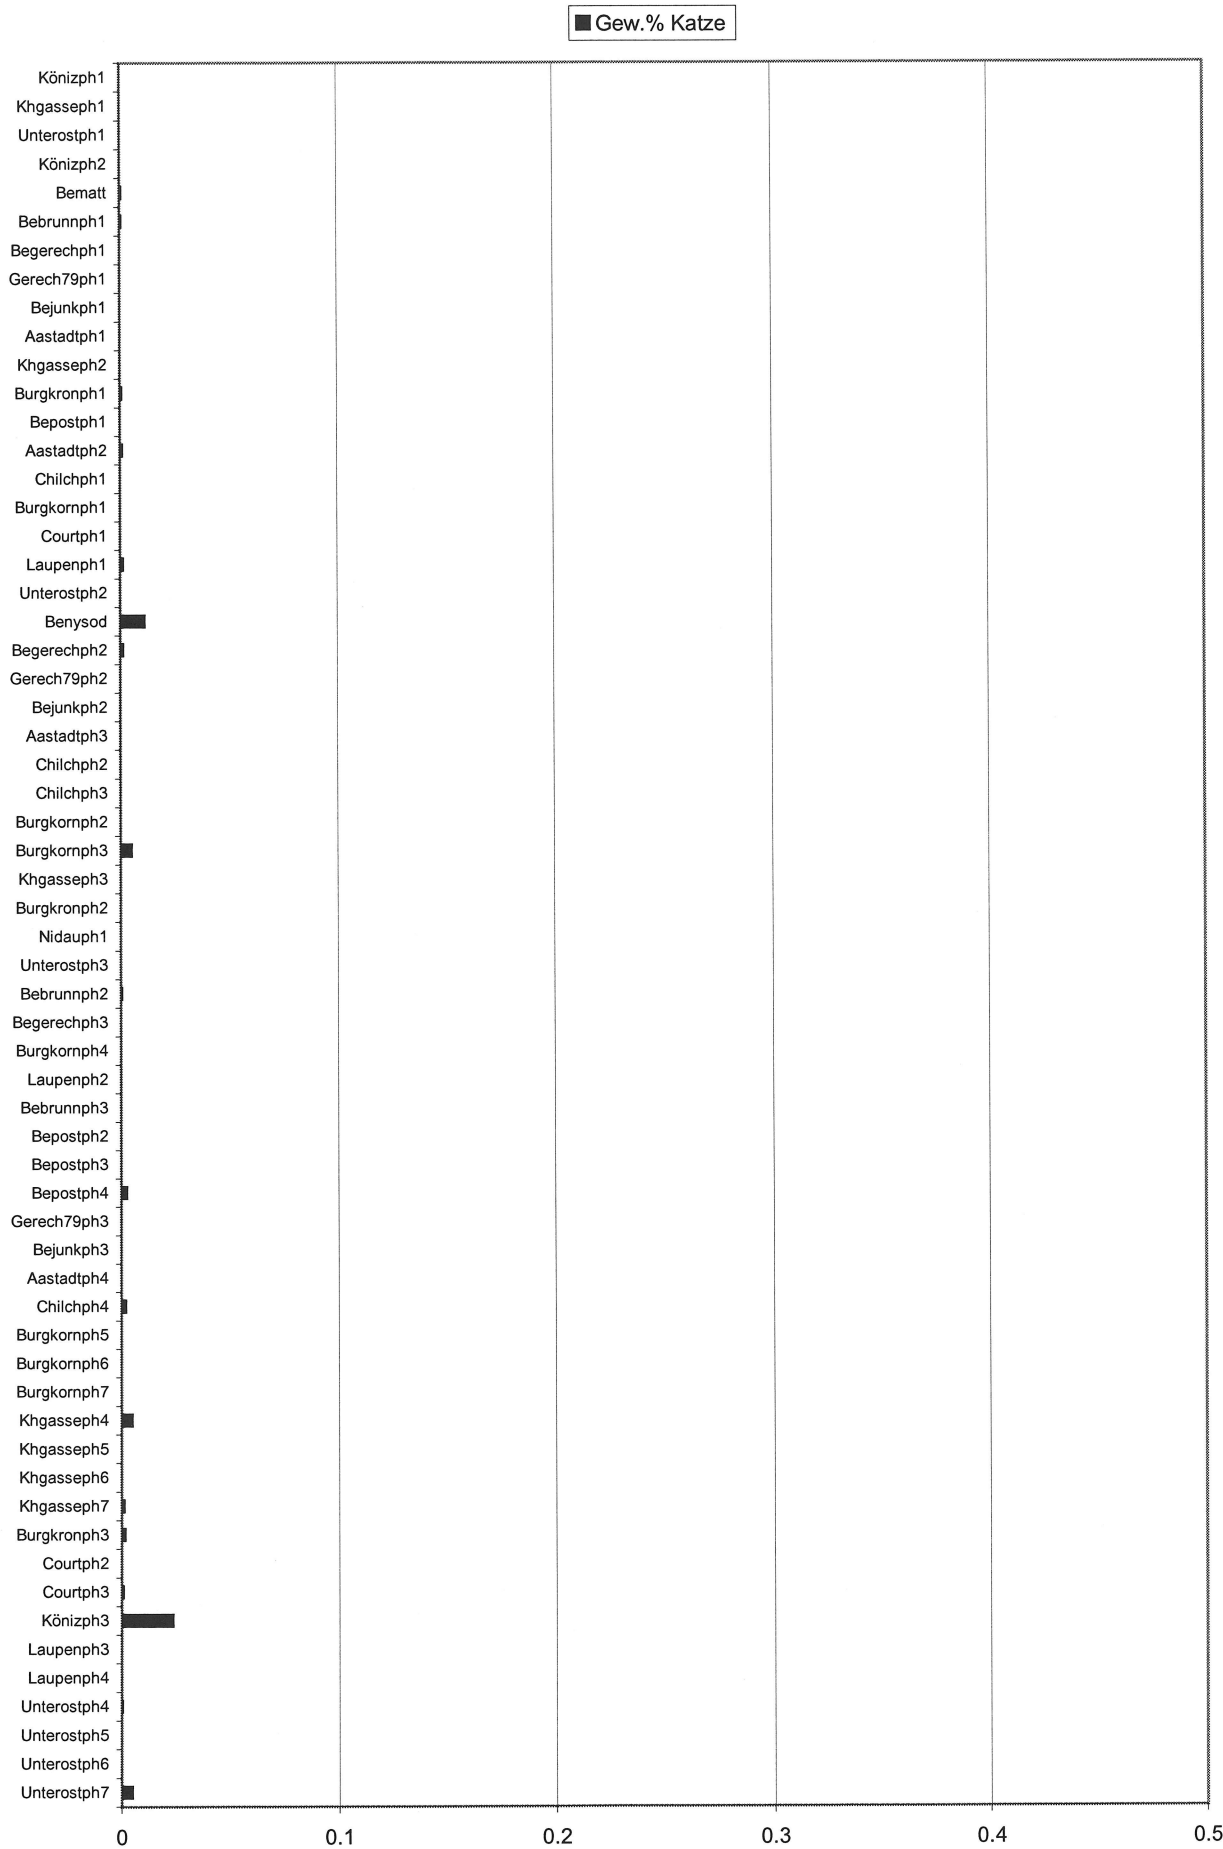 Gew.% Katze
Könizph1
Khgasseph1
Unterostph1
Könizph2
Bematt
Bebrunnph1
Begerechph1
Gerech79ph1
Bejunkph1
Aastadtph1
Khgasseph2
Burgkronph1
Bepostph1
Aastadtph2
Chilchph1
Burgkornph1
Courtph1
Laupenph1
Unterostph2
Benysod
Begerechph2
Gerech79ph2
Bejunkph2
Aastadtph3
Chilchph2
Chilchph3
Burgkornph2
Burgkornph3
Khgasseph3
Burgkronph2
Nidauph1
Unterostph3
Bebrunnph2
Begerechph3
Burgkornph4
Laupenph2
Bebrunnph3
Bepostph2
Bepostph3
Bepostph4
Gerech79ph3
Bejunkph3
Aastadtph4
Chilchph4
Burgkornph5
Burgkornph6
Burgkornph7
Khgasseph4
Khgasseph5
Khgasseph6
Khgasseph7
Burgkronph3
Courtph2
Courtph3
Könizph3
Laupenph3
Laupenph4
Unterostph4
Unterostph5
Unterostph6
Unterostph7
0 0.1 0.2 0.3 0.4 0.5